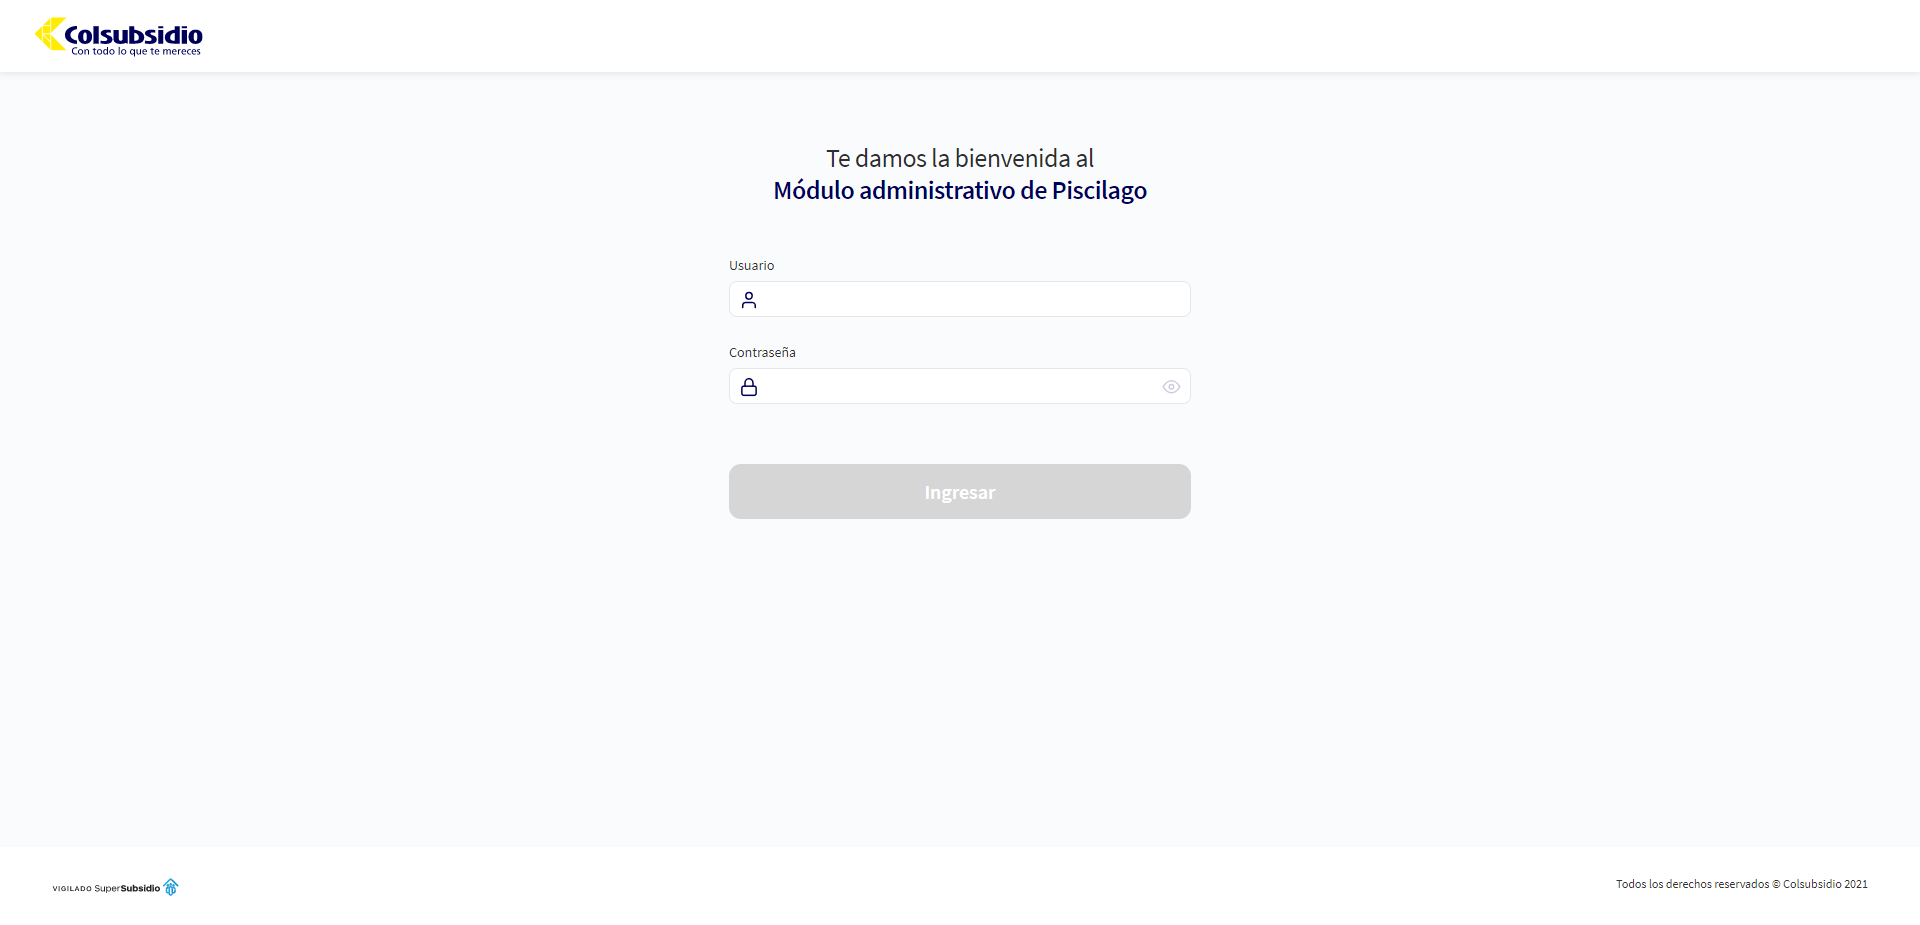 Colsubsidio
Con todo lo que te mereces
Te damos la bienvenida al
Módulo administrativo de Piscilago
Usuario
Contraseña
Ingresar
VIGILADO SuperSubsidio
Todos los derechos reservados © Colsubsidio 2021